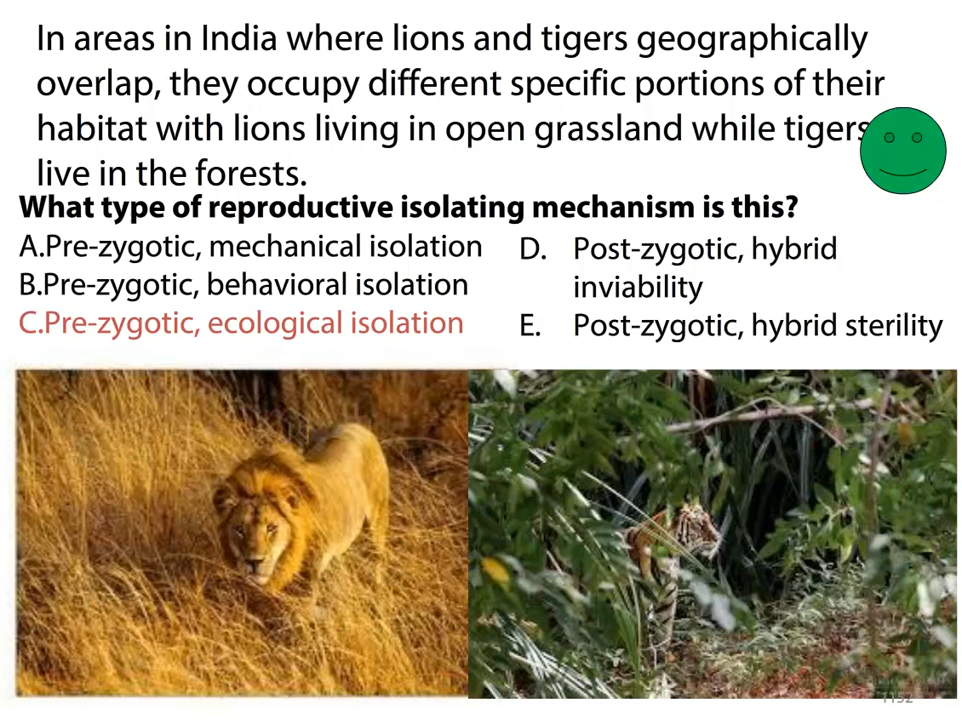 In areas in India where lions and tigers geographically
overlap, they occupy different specific portions of their
habitat with lions living in open grassland while tigers
live in the forests.
What type of reproductive isolating mechanism is this?
A.Pre-zygotic, mechanical isolation
B.Pre-zygotic, behavioral isolation
C.Pre-zygotic, ecological isolation
D. Post-zygotic, hybrid
inviability
E. Post-zygotic, hybrid sterility
1152